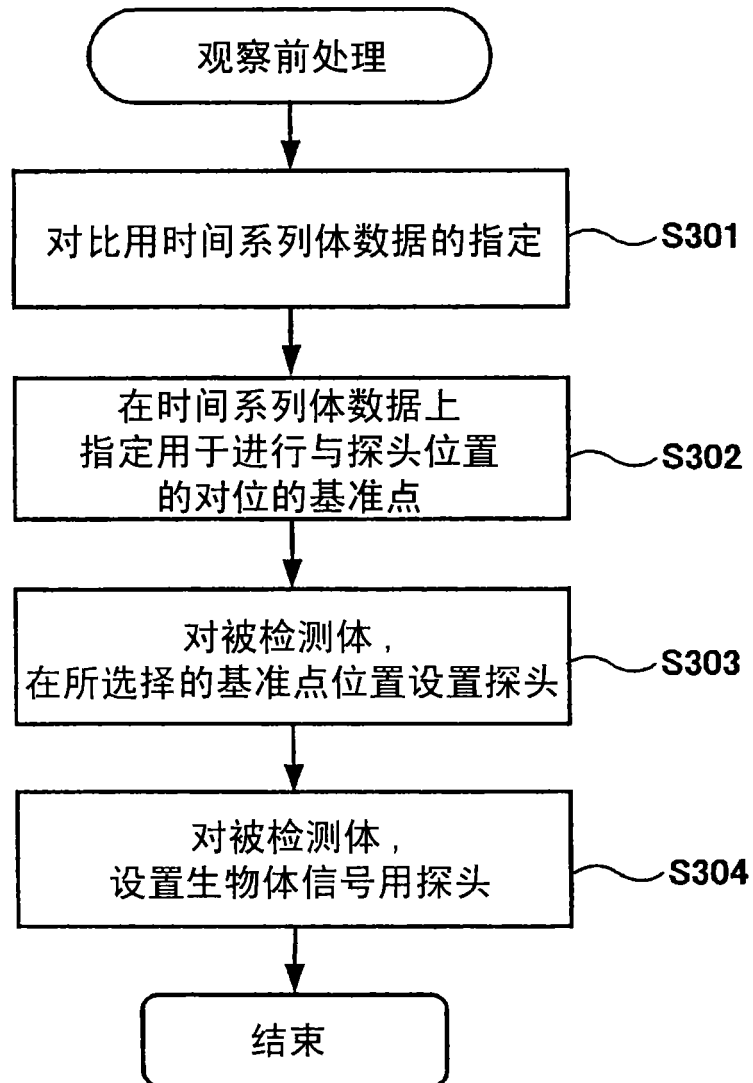 观察前处理
对比用时间系列体数据的指定
S301
在时间系列体数据上
指定用于进行与探头位置
的对位的基准点
S302
对被检测体,
在所选择的基准点位置设置探头
S303
对被检测体,
设置生物体信号用探头
S304
结束